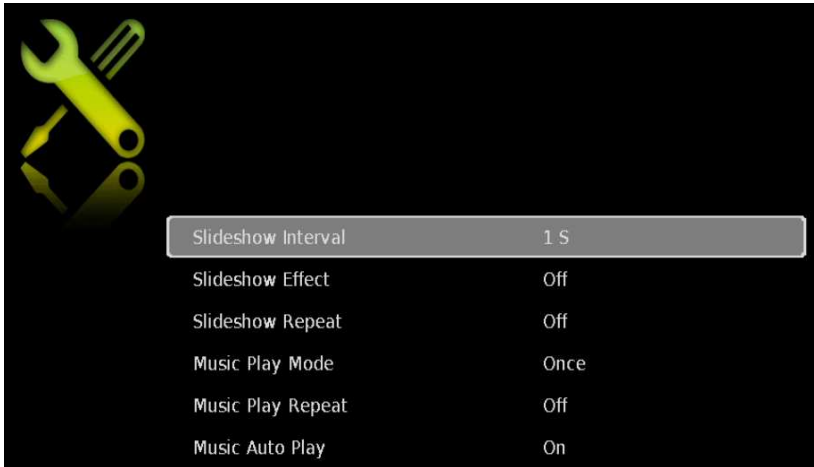 Slideshow Interval 1 S
Slideshow Effect Off
Slideshow Repeat Off
Music Play Mode Once
Music Play Repeat Off
Music Auto Play On